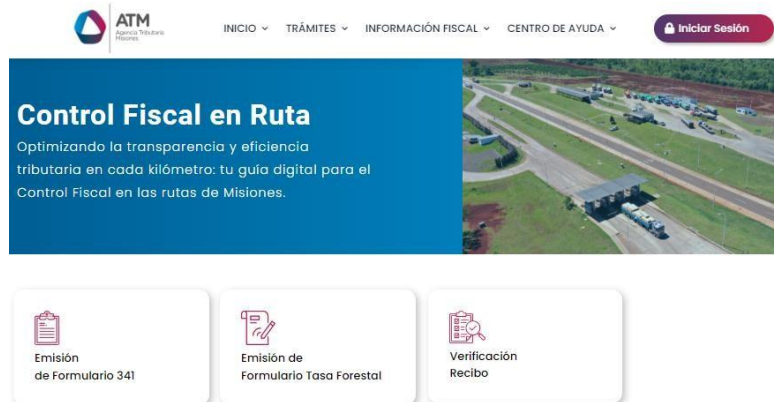 ATM
Agencia Tributaria
Misiones
INICIO
TRÁMITES
INFORMACIÓN FISCAL
CENTRO DE AYUDA
Iniciar Sesión
Control Fiscal en Ruta
Optimizando la transparencia y eficiencia
tributaria en cada kilómetro: tu guía digital para el
Control Fiscal en las rutas de Misiones.
Emisión
de Formulario 341
Emisión de
Formulario Tasa Forestal
Verificación
Recibo